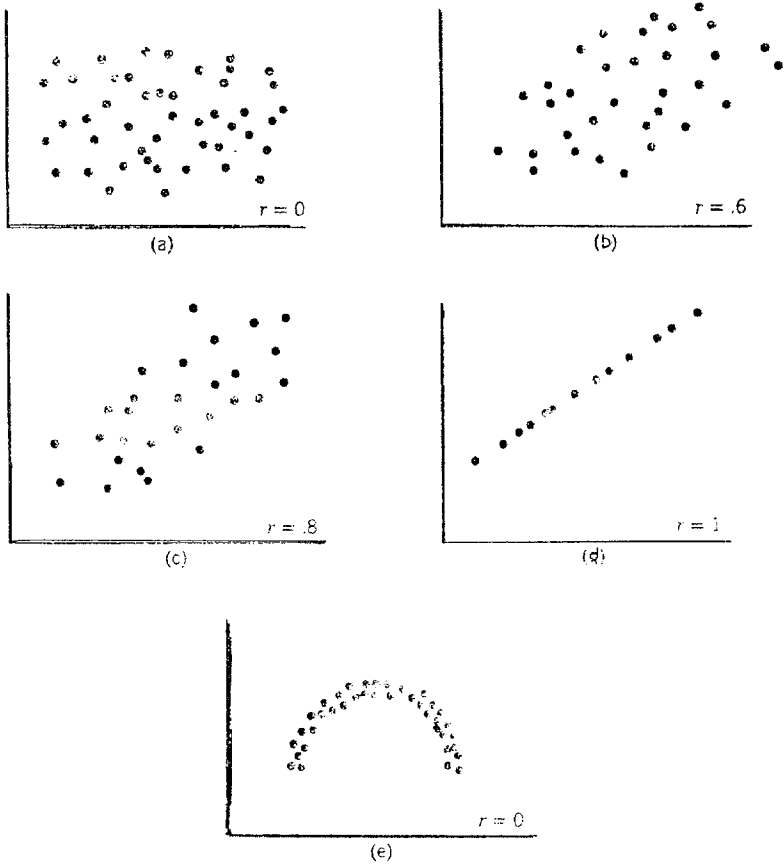 r = 0
(a)
r = .6
(b)
r = .8
(c)
r = 1
(d)
r = 0
(e)